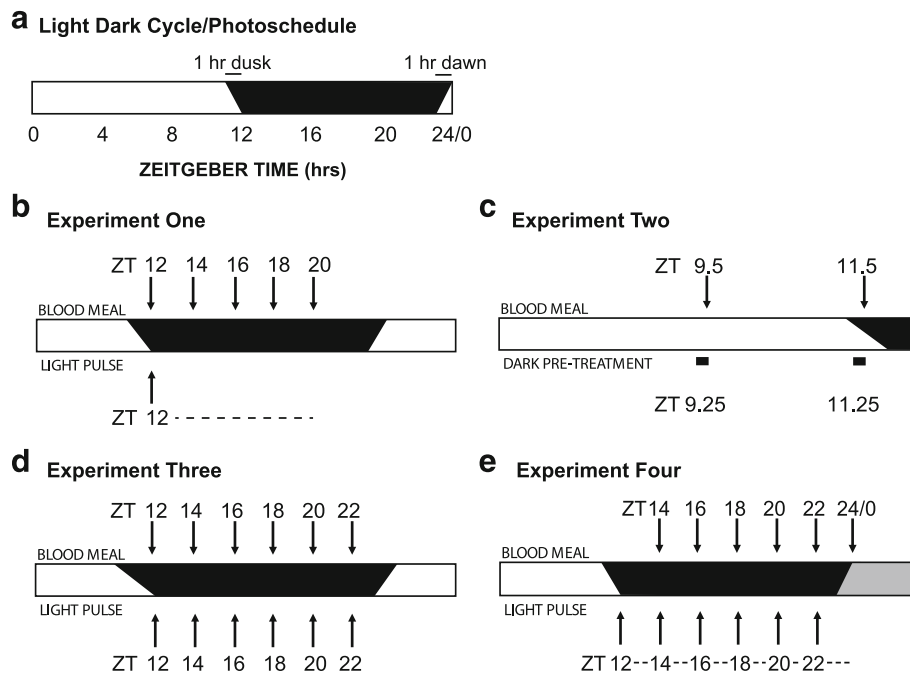 a Light Dark Cycle/Photoschedule
1 hr dusk 1 hr dawn
0 4 8 12 16 20 24/0
ZEITGEBER TIME (hrs)
b Experiment One
ZT 12 14 16 18 20
BLOOD MEAL
LIGHT PULSE
ZT 12
c Experiment Two
ZT 9.5 11.5
BLOOD MEAL
DARK PRE-TREATMENT
ZT 9.25 11.25
d Experiment Three
ZT 12 14 16 18 20 22
BLOOD MEAL
LIGHT PULSE
ZT 12 14 16 18 20 22
e Experiment Four
ZT 14 16 18 20 22 24/0
BLOOD MEAL
LIGHT PULSE
ZT 12--14--16--18--20--22---